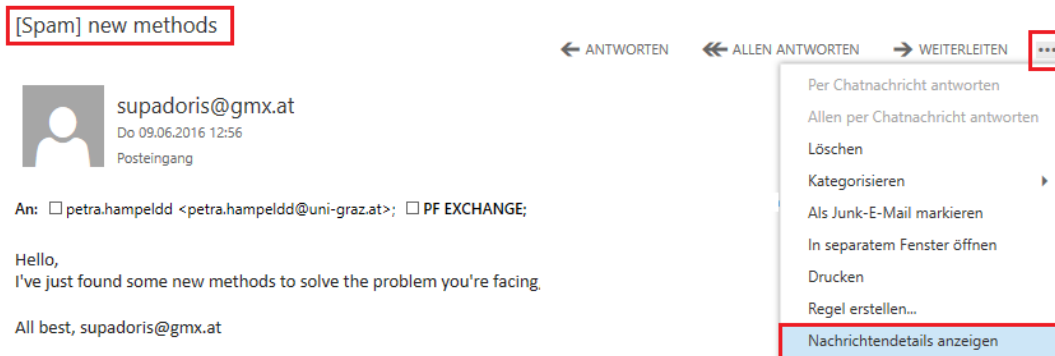 [Spam] new methods
ANTWORTEN ALLEN ANTWORTEN WEITERLEITEN
supadoris@gmx.at
Do 09.06.2016 12:56
Posteingang
An: petra.hampeldd <petra.hampeldd@uni-graz.at>; PF EXCHANGE;
Hello,
I've just found some new methods to solve the problem you're facing.
All best, supadoris@gmx.at
Per Chatnachricht antworten
Allen per Chatnachricht antworten
Löschen
Kategorisieren
Als Junk-E-Mail markieren
In separatem Fenster öffnen
Drucken
Regel erstellen...
Nachrichtendetails anzeigen